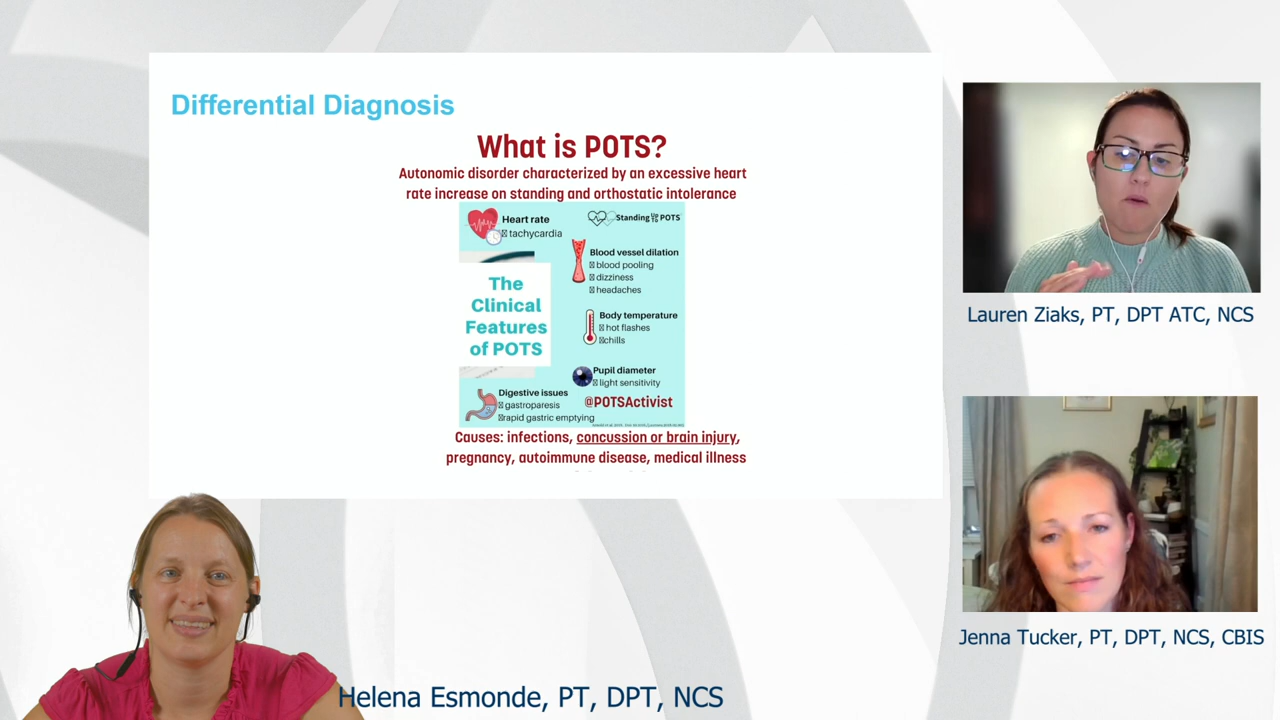 Differential Diagnosis
What is POTS?
Autonomic disorder characterized by an excessive heart
rate increase on standing and orthostatic intolerance
Heart rate
tachycardia
Standing Up to POTS
Blood vessel dilation
blood pooling
dizziness
headaches
The
Clinical
Features
of POTS
Body temperature
hot flashes
chills
Pupil diameter
light sensitivity
Digestive issues
gastroparesis
rapid gastric emptying
@POTSActivist
Causes: infections, concussion or brain injury,
pregnancy, autoimmune disease, medical illness
Lauren Ziaks, PT, DPT ATC, NCS
Jenna Tucker, PT, DPT, NCS, CBIS
Helena Esmonde, PT, DPT, NCS